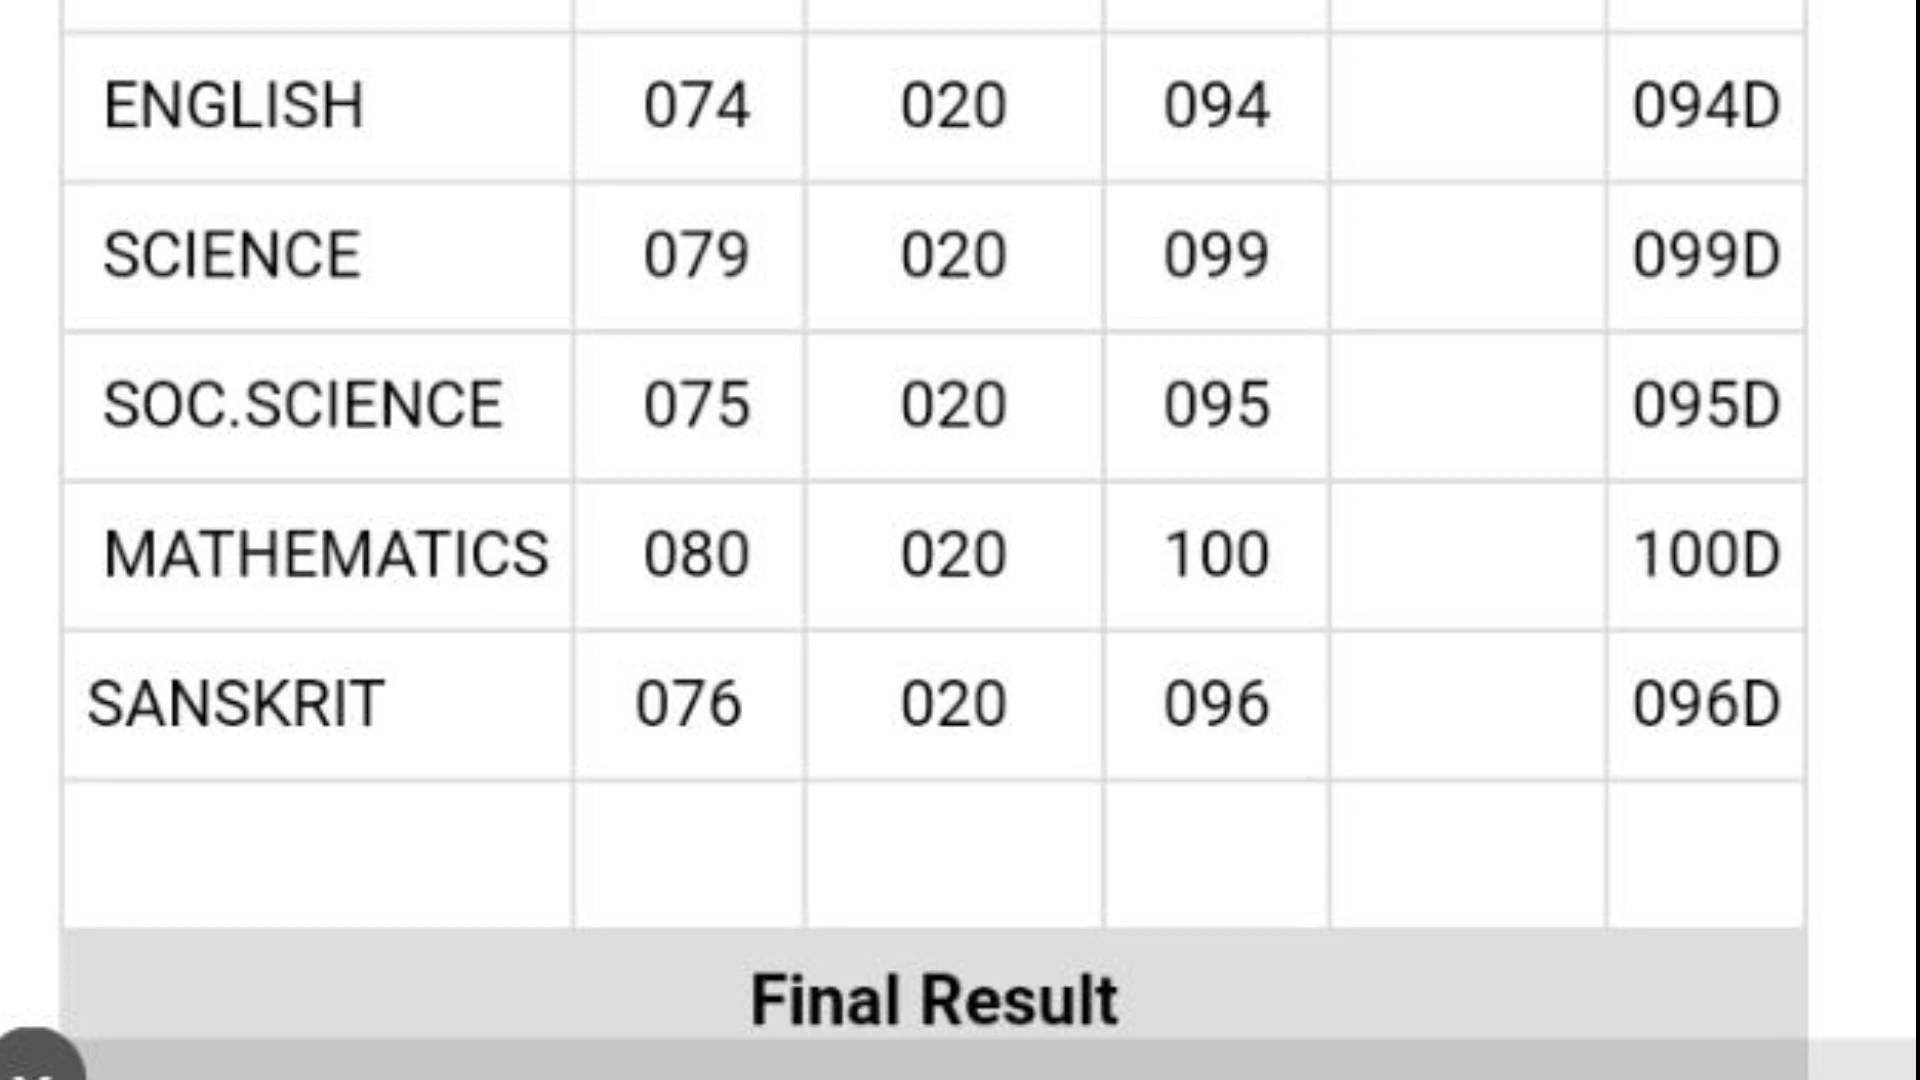 ENGLISH 074 020 094 094D
SCIENCE 079 020 099 099D
SOC.SCIENCE 075 020 095 095D
MATHEMATICS 080 020 100 100D
SANSKRIT 076 020 096 096D
Final Result